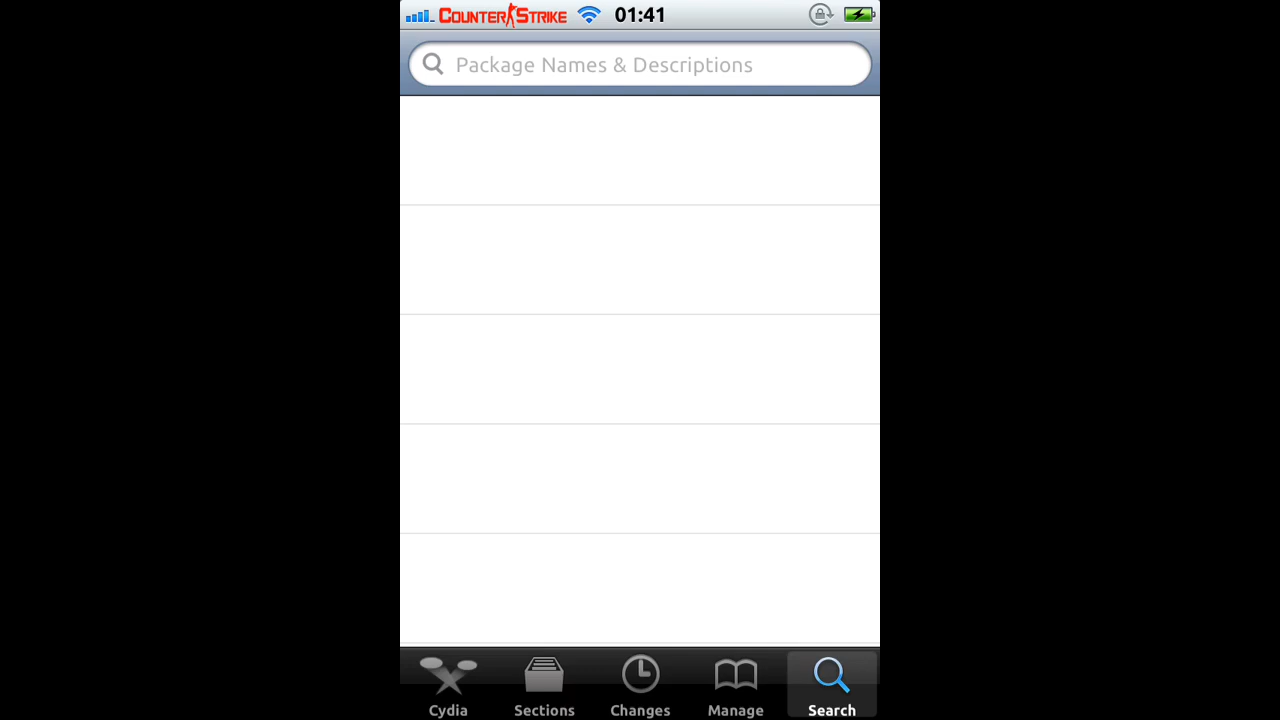 COUNTER STRIKE 01:41
Package Names & Descriptions
Cydia Sections Changes Manage Search